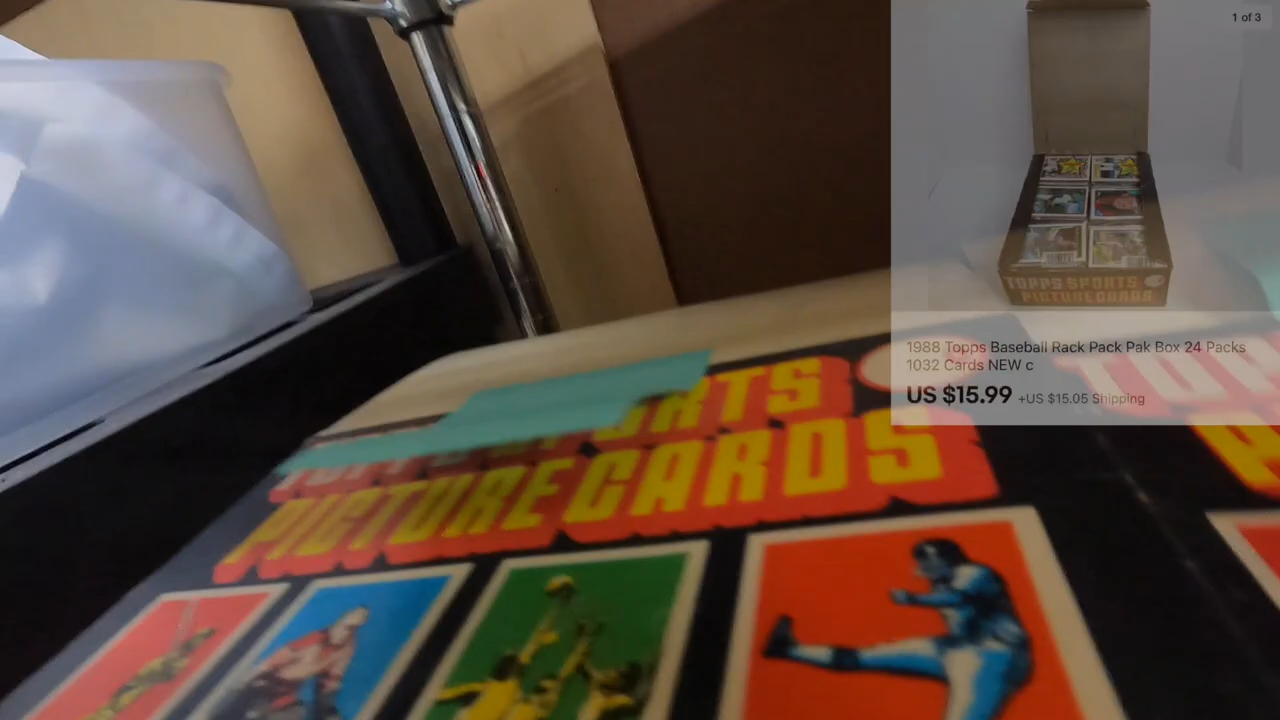 1 of 3
TOPPS SPORTS
PICTURE CARDS
1988 Topps Baseball Rack Pack Pak Box 24 Packs
1032 Cards NEW c
US $15.99 +US $15.05 Shipping
SPORTS
PICTURE CARDS